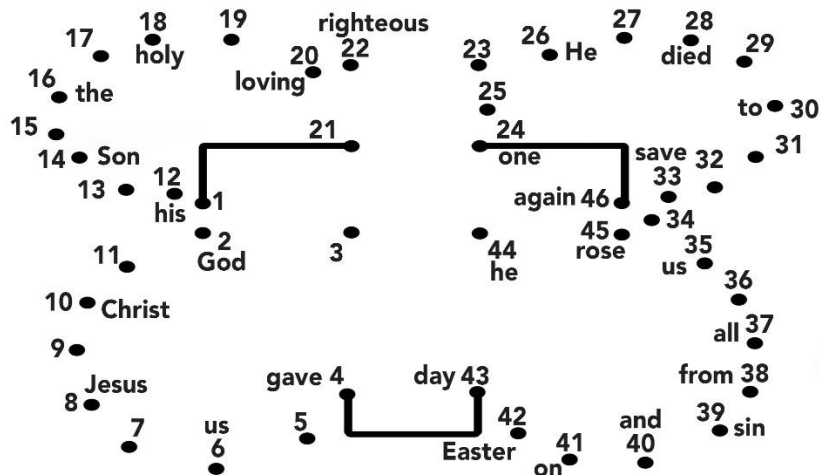 18 19 righteous 27 28
17 holy 20 22 23 26 He died 29
16 the loving 25 to 30
15 21 24 31
14 Son one save 32
13 12 33
his 1 again 46 34
2 45
11 God 3 44 rose 35
he us 36
10 Christ all 37
9
Jesus gave 4 day 43 from 38
8 us 5 42 and 39 sin
7 6 Easter 41 40
on